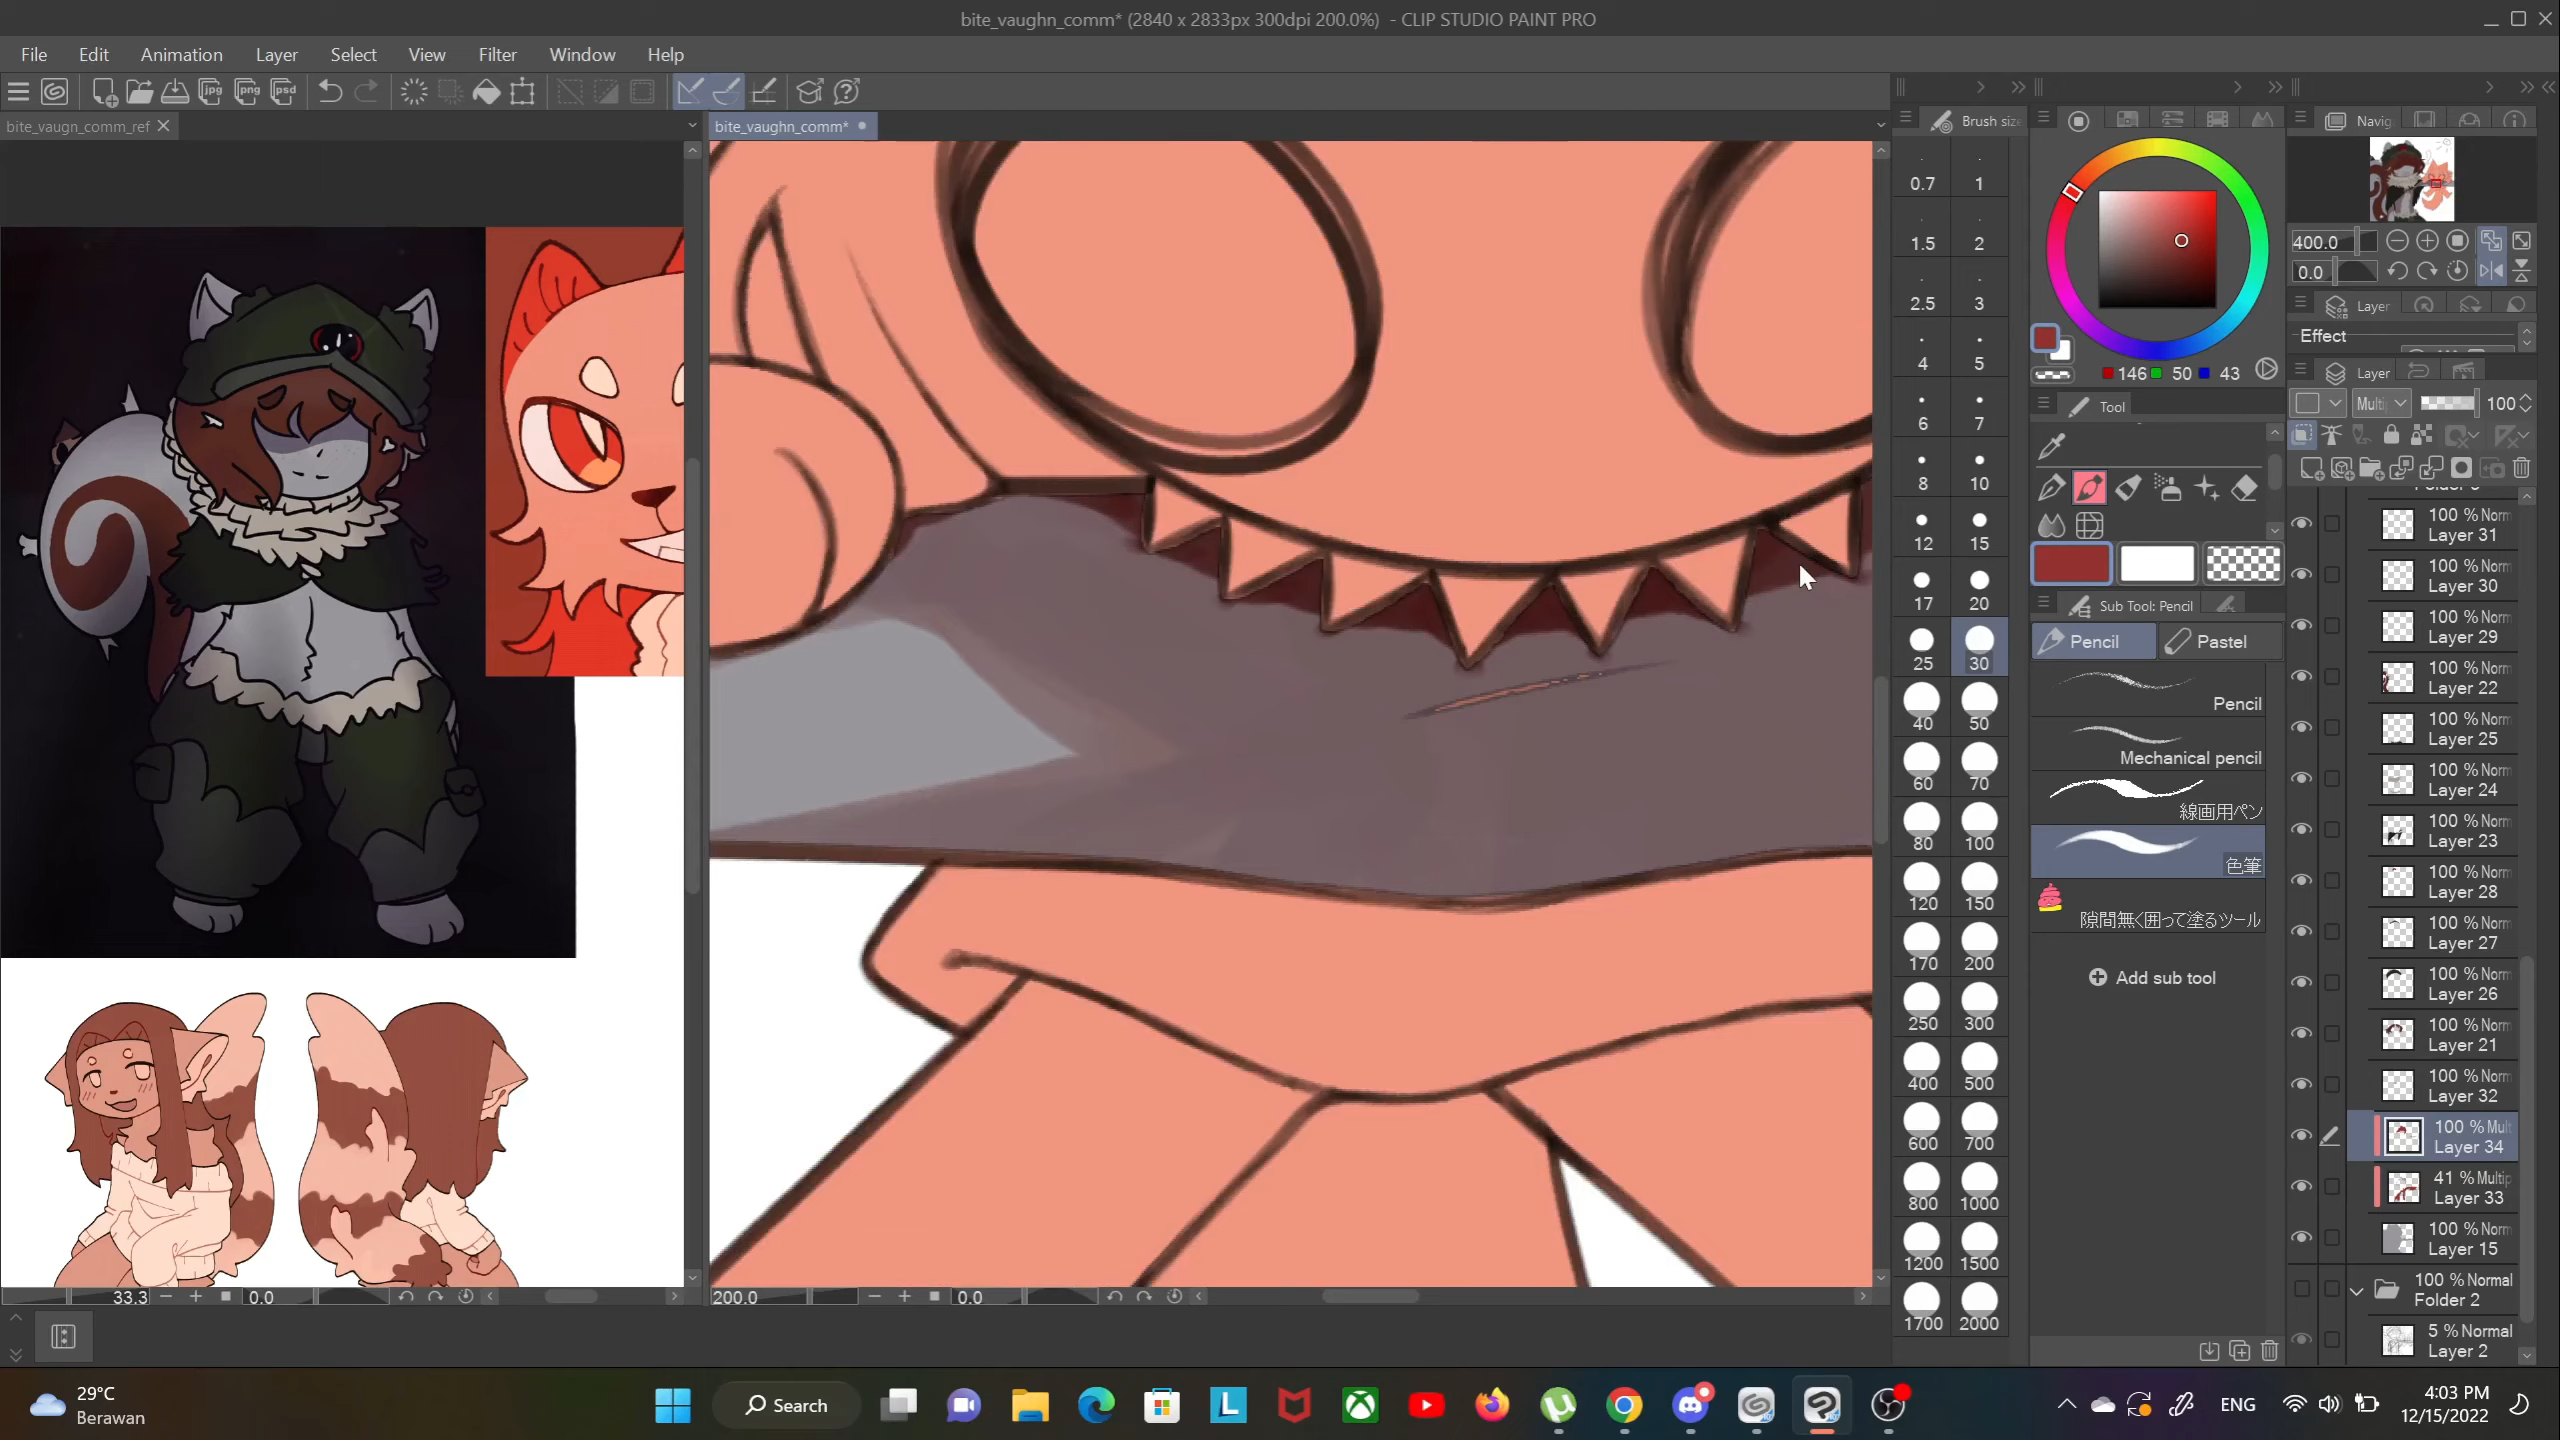 bite_vaughn_comm* (2840 x 2833px 300dpi 200.0%)  - CLIP STUDIO PAINT PRO
File Edit Animation Layer Select View Filter Window Help
jpg png psd
bite_vaugn_comm_ref
bite_vaughn_comm*
Brush size
0.7 1
1.5 2
2.5 3
4 5
6 7
8 10
12 15
17 20
25 30
40 50
60 70
80 100
120 150
170 200
250 300
400 500
600 700
800 1000
1200 1500
1700 2000
146 50 43
Tool
Sub Tool: Pencil
Pencil Pastel
Pencil
Mechanical pencil
線画用ペン
色筆
隙間無く囲って塗るツール
Add sub tool
Navig
400.0
0.0
Layer
Effect
Layer
Multi 100
100 % Norm
Layer 31
100 % Norm
Layer 30
100 % Norm
Layer 29
100 % Norm
Layer 22
100 % Norm
Layer 25
100 % Norm
Layer 24
100 % Norm
Layer 23
100 % Norm
Layer 28
100 % Norm
Layer 27
100 % Norm
Layer 26
100 % Norm
Layer 21
100 % Norm
Layer 32
100 % Mult
Layer 34
41 % Multip
Layer 33
100 % Norm
Layer 15
100 % Normal
Folder 2
5 % Normal
Layer 2
33.3 0.0
200.0 0.0
29°C
Berawan
Search
ENG
4:03 PM
12/15/2022